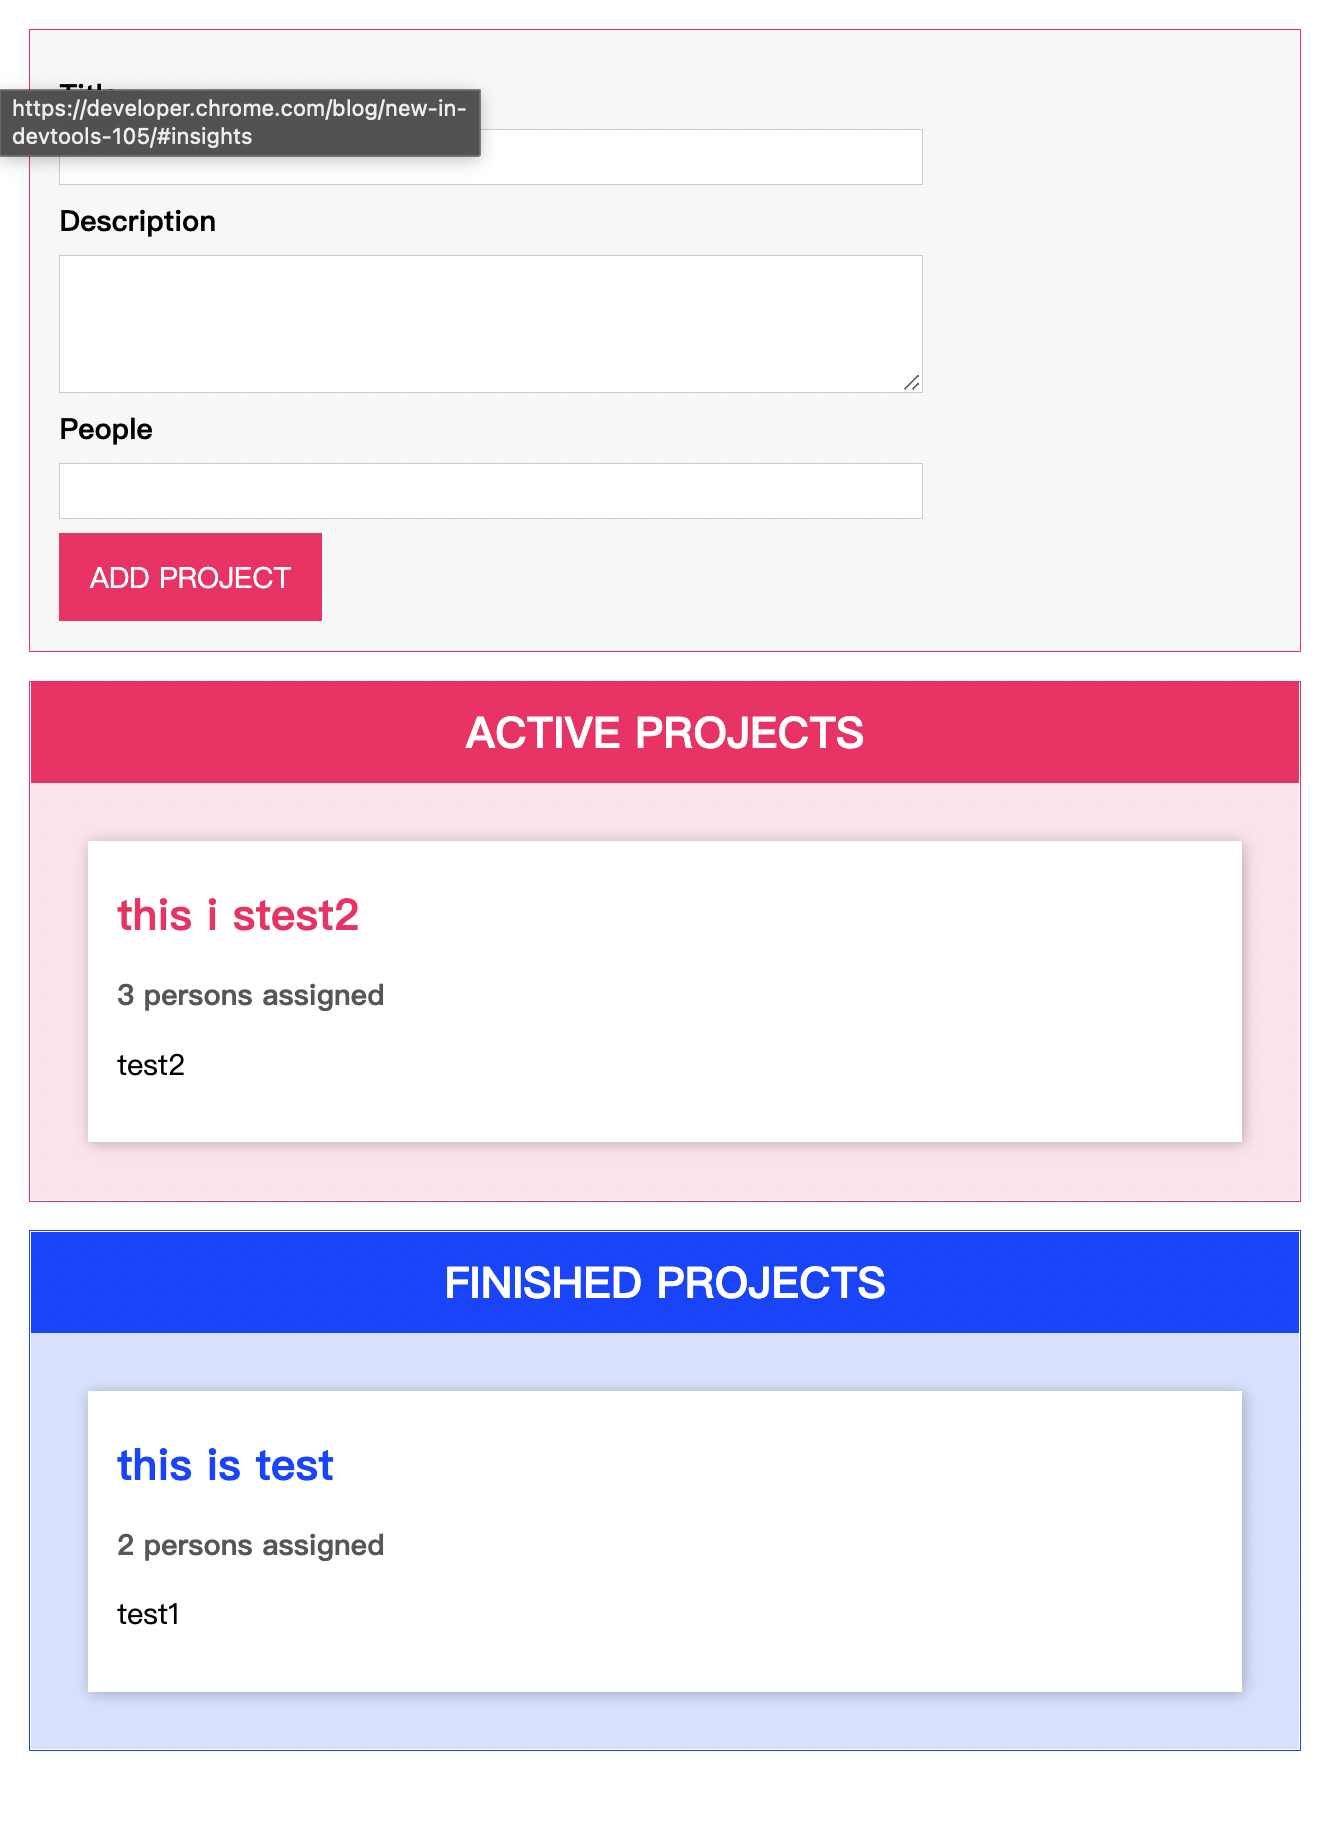 https://developer.chrome.com/blog/new-in-
devtools-105/#insights
Description
People
ADD PROJECT
ACTIVE PROJECTS
this i stest2
3 persons assigned
test2
FINISHED PROJECTS
this is test
2 persons assigned
test1